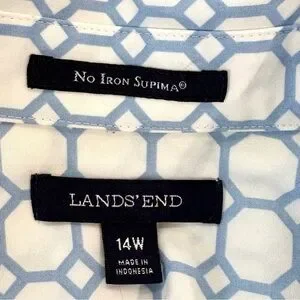 No Iron Supima®
LANDS' END
14W
MADE IN
INDONESIA